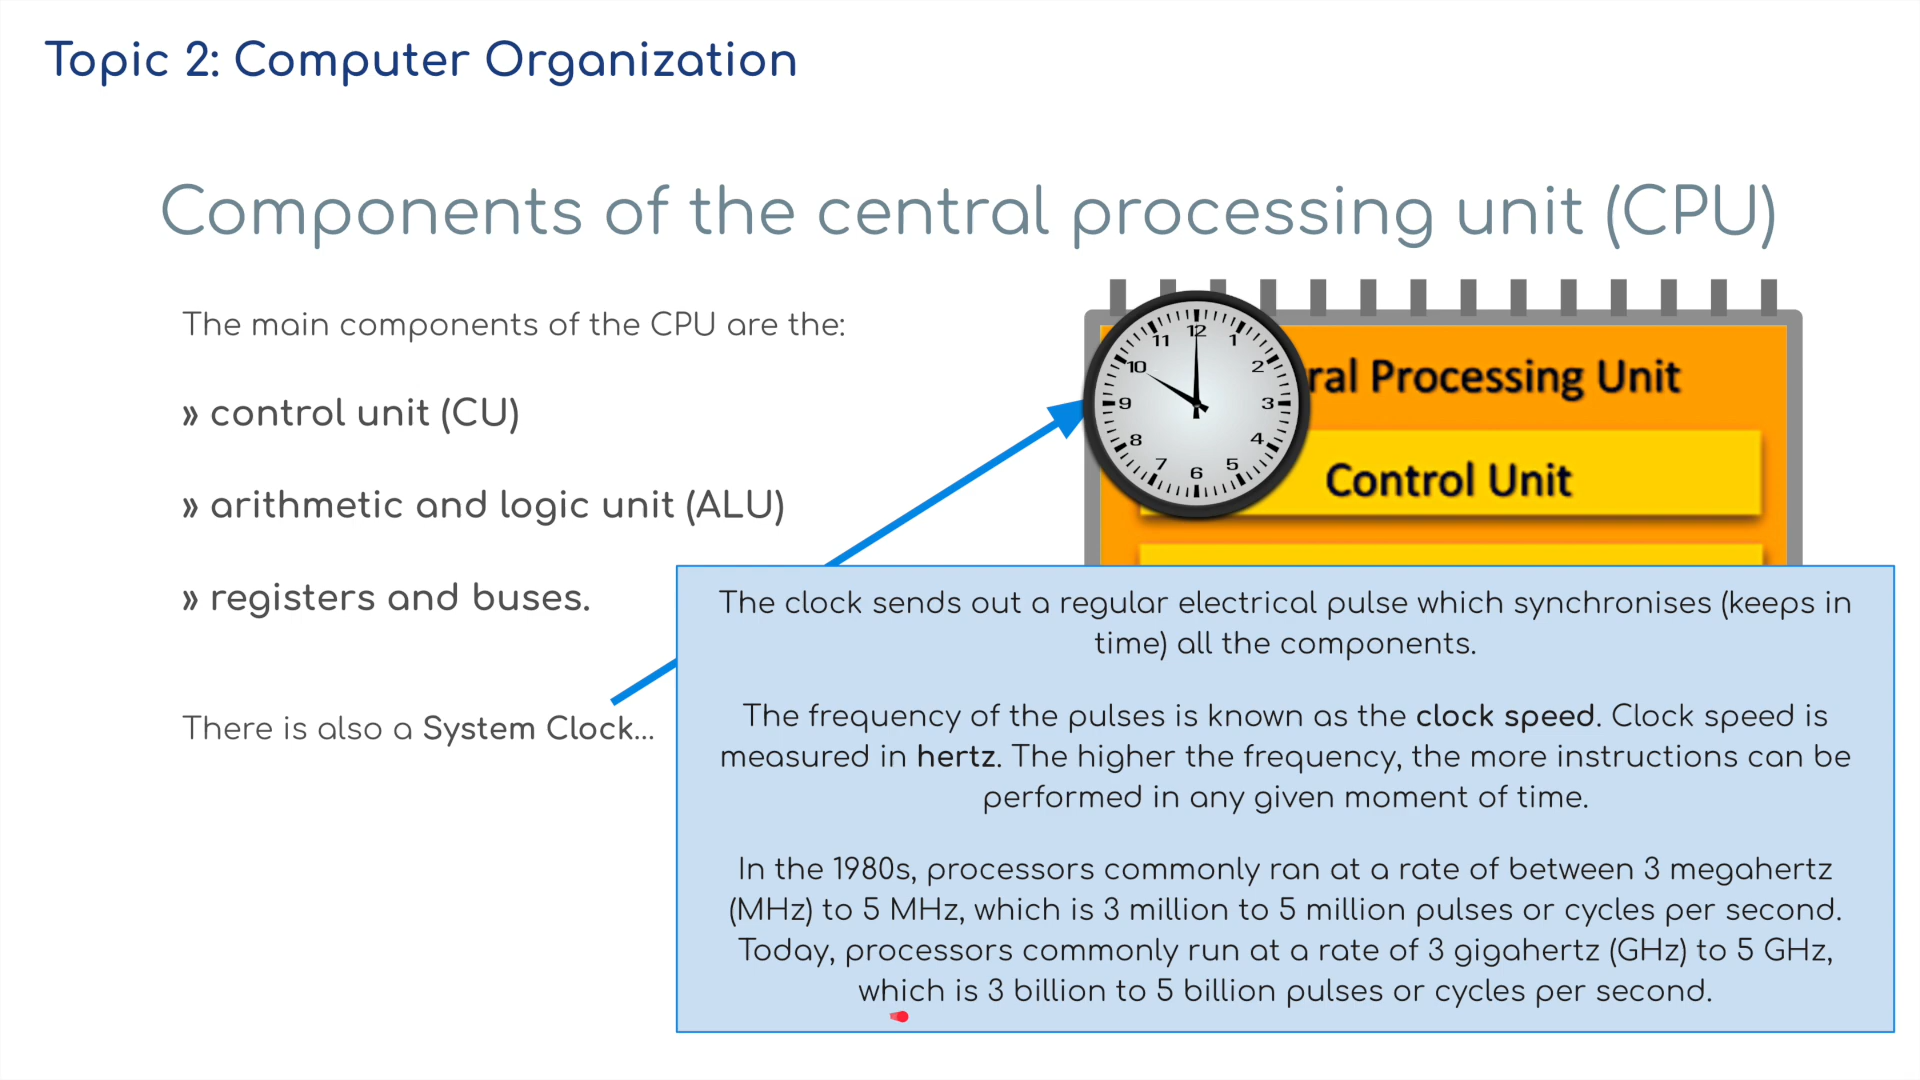 Topic 2: Computer Organization
Components of the central processing unit (CPU)
The main components of the CPU are the:
» control unit (CU)
» arithmetic and logic unit (ALU)
» registers and buses.
There is also a System Clock...
12
1
2
3
4
5
6
7
8
9
10
11
ral Processing Unit
Control Unit
The clock sends out a regular electrical pulse which synchronises (keeps in
time) all the components.
The frequency of the pulses is known as the clock speed. Clock speed is
measured in hertz. The higher the frequency, the more instructions can be
performed in any given moment of time.
In the 1980s, processors commonly ran at a rate of between 3 megahertz
(MHz) to 5 MHz, which is 3 million to 5 million pulses or cycles per second.
Today, processors commonly run at a rate of 3 gigahertz (GHz) to 5 GHz,
which is 3 billion to 5 billion pulses or cycles per second.